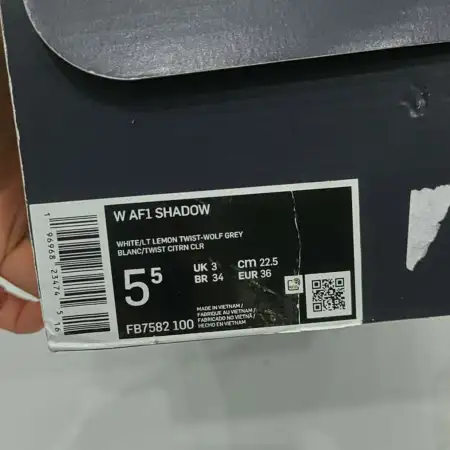 W AF1 SHADOW
WHITE/LT LEMON TWIST-WOLF GREY
BLANC/TWIST CITRN CLR
5⁵
UK 3 cm 22.5
BR 34 EUR 36
MADE IN VIETNAM /
FABRIQUE AU VIETNAM /
FABRICADO NO VIETNÃ /
HECHO EN VIETNAM
FB7582 100
1 96968 23474 5 16